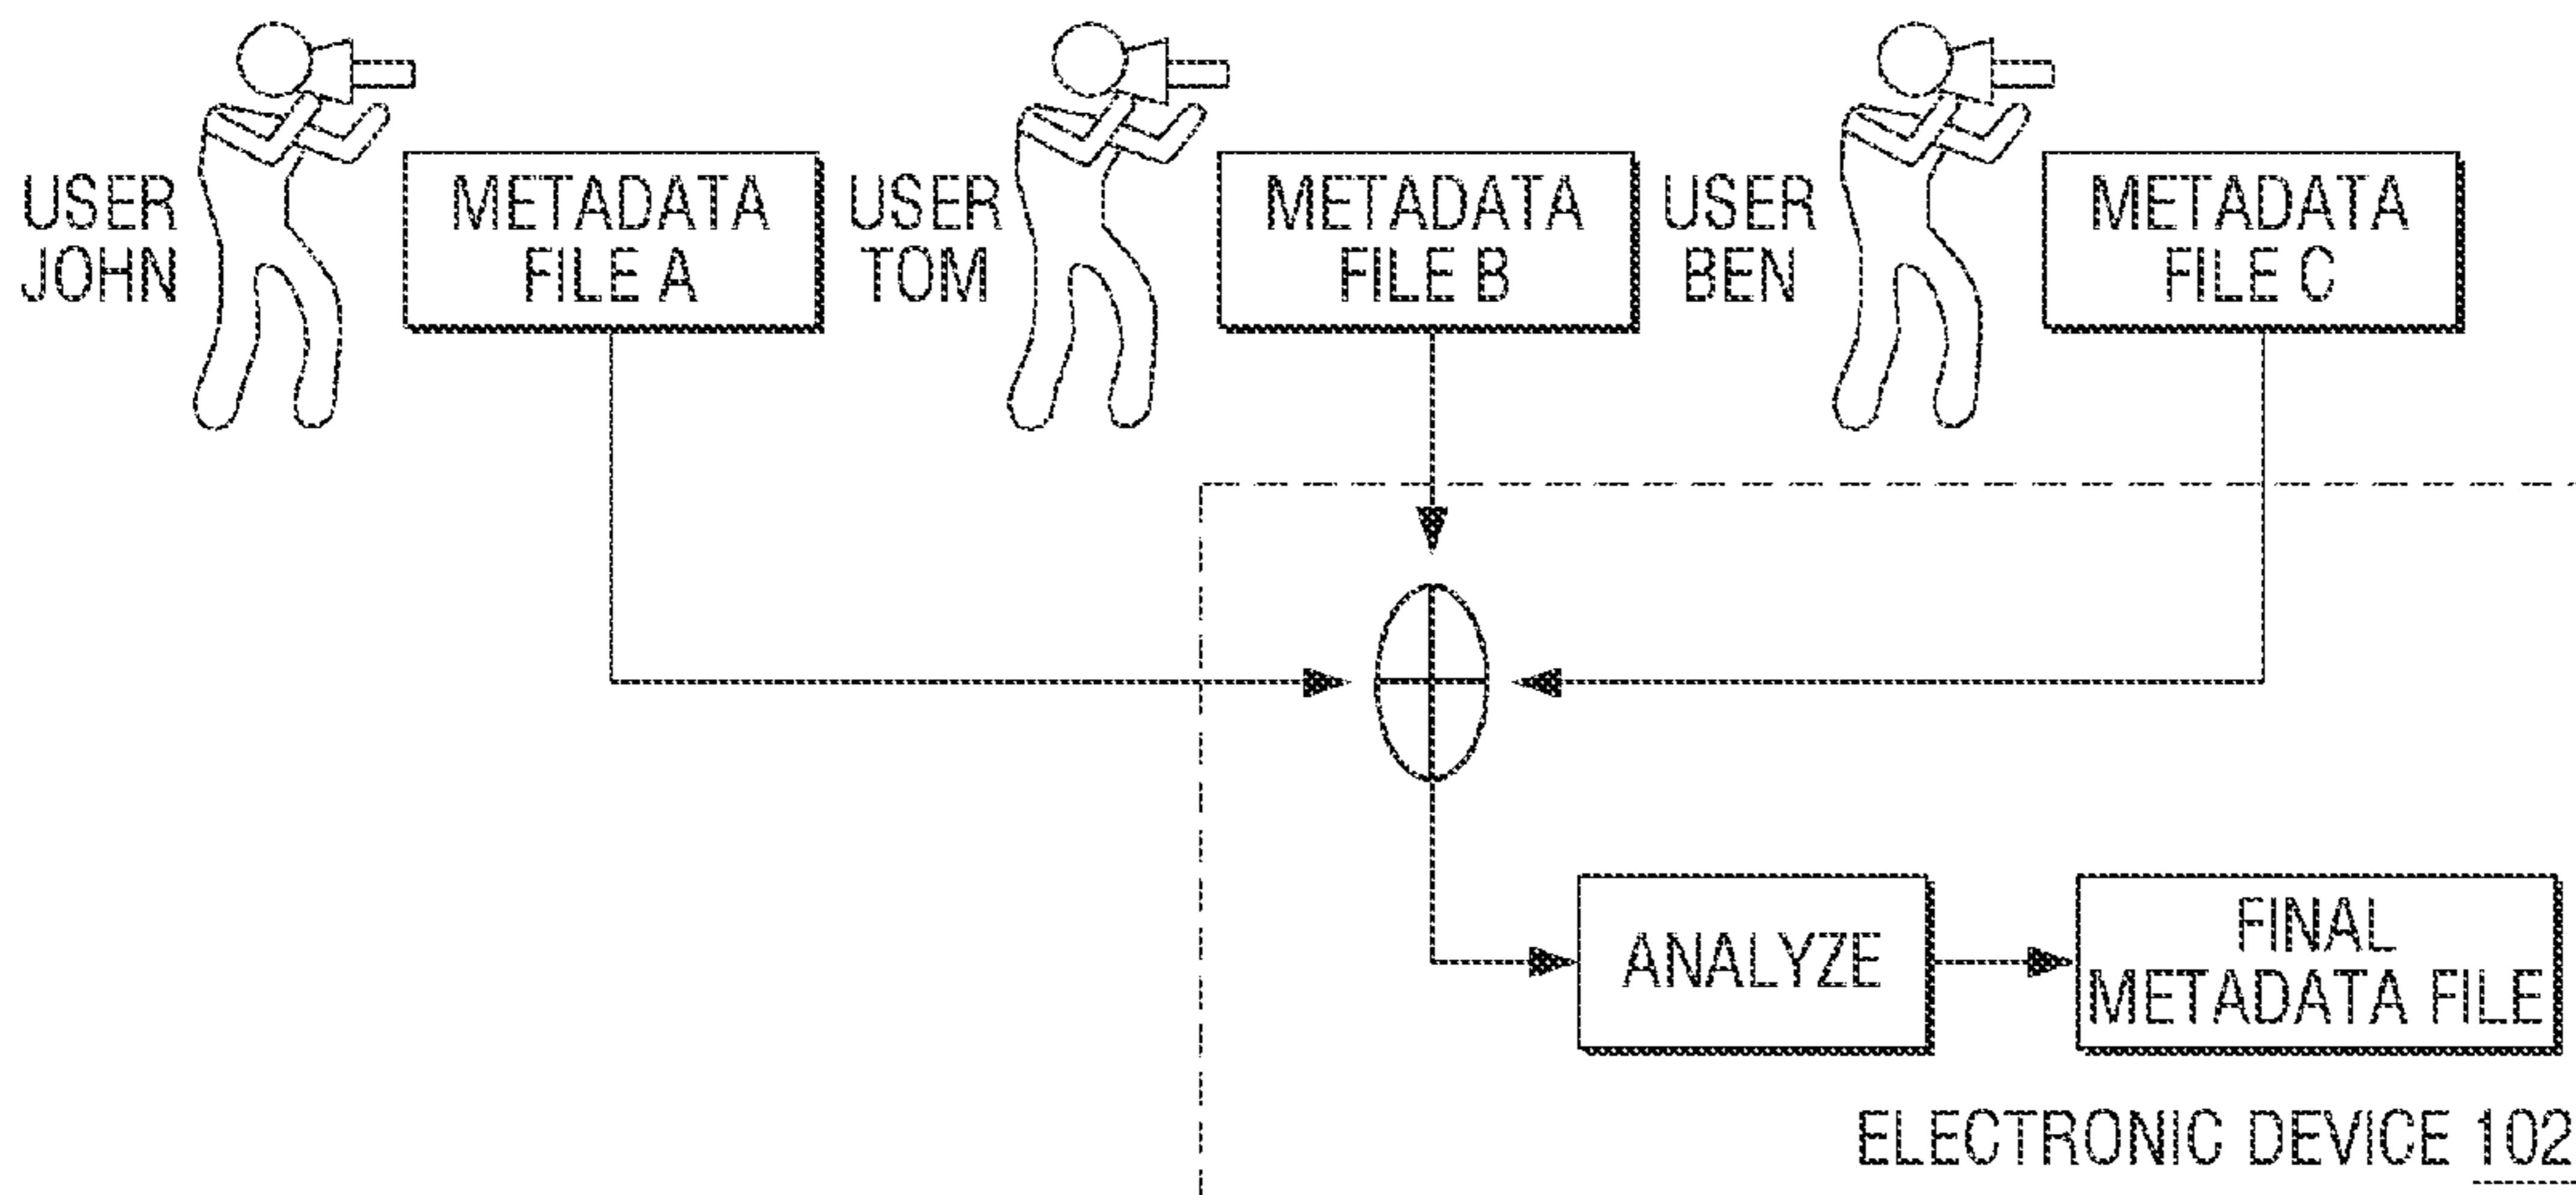 USER
JOHN
METADATA
FILE A
USER
TOM
METADATA
FILE B
USER
BEN
METADATA
FILE C
ANALYZE
FINAL
METADATA FILE
ELECTRONIC DEVICE 102